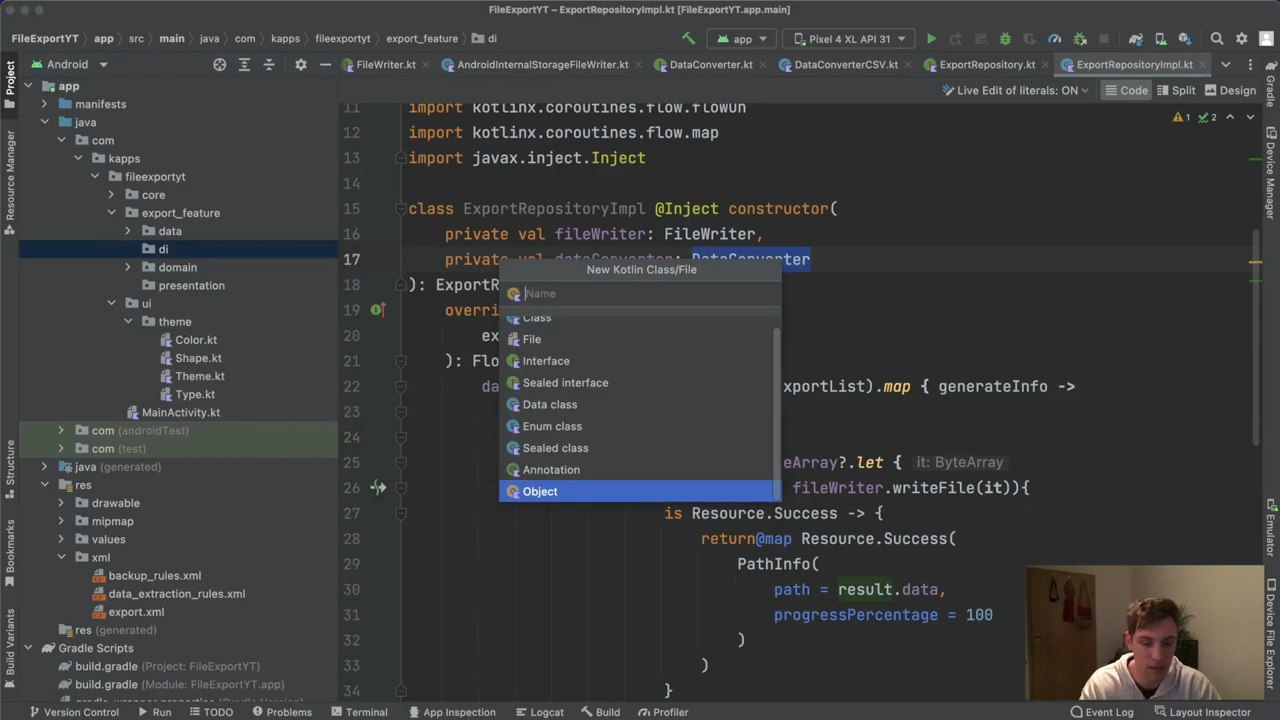 FileExportYT – ExportRepositoryImpl.kt [FileExportYT.app.main]
FileExportYT app src main java com kapps fileexportyt export_feature di
app Pixel 4 XL API 31
Android
FileWriter.kt AndroidInternalStorageFileWriter.kt DataConverter.kt DataConverterCSV.kt ExportRepository.kt ExportRepositoryImpl.kt
Live Edit of literals: ON Code Split Design
1 2
Project
Resource Manager
Structure
Bookmarks
Build Variants
app
manifests
java
com
kapps
fileexportyt
core
export_feature
data
di
domain
presentation
ui
theme
Color.kt
Shape.kt
Theme.kt
Type.kt
MainActivity.kt
com (androidTest)
com (test)
java (generated)
res
drawable
mipmap
values
xml
backup_rules.xml
data_extraction_rules.xml
export.xml
res (generated)
Gradle Scripts
build.gradle (Project: FileExportYT)
build.gradle (Module: FileExportYT.app)
11 import kotlinx.coroutines.flow.flowOn
12 import kotlinx.coroutines.flow.map
13 import javax.inject.Inject
14
15 class ExportRepositoryImpl @Inject constructor(
16 private val fileWriter: FileWriter,
17 private val dataConverter: DataConverter
18 ): ExportR
19 overri
20 ex
21 ): Flo
22 da xportList).map { generateInfo ->
23
24
25 eArray?.let { it: ByteArray
26 fileWriter.writeFile(it)){
27 is Resource.Success -> {
28 return@map Resource.Success(
29 PathInfo(
30 path = result.data,
31 progressPercentage = 100
32 )
33 )
34 }
New Kotlin Class/File
Name
Class
File
Interface
Sealed interface
Data class
Enum class
Sealed class
Annotation
Object
Gradle
Device Manager
Emulator
Device File Explorer
Version Control Run TODO Problems Terminal App Inspection Logcat Build Profiler Event Log Layout Inspector